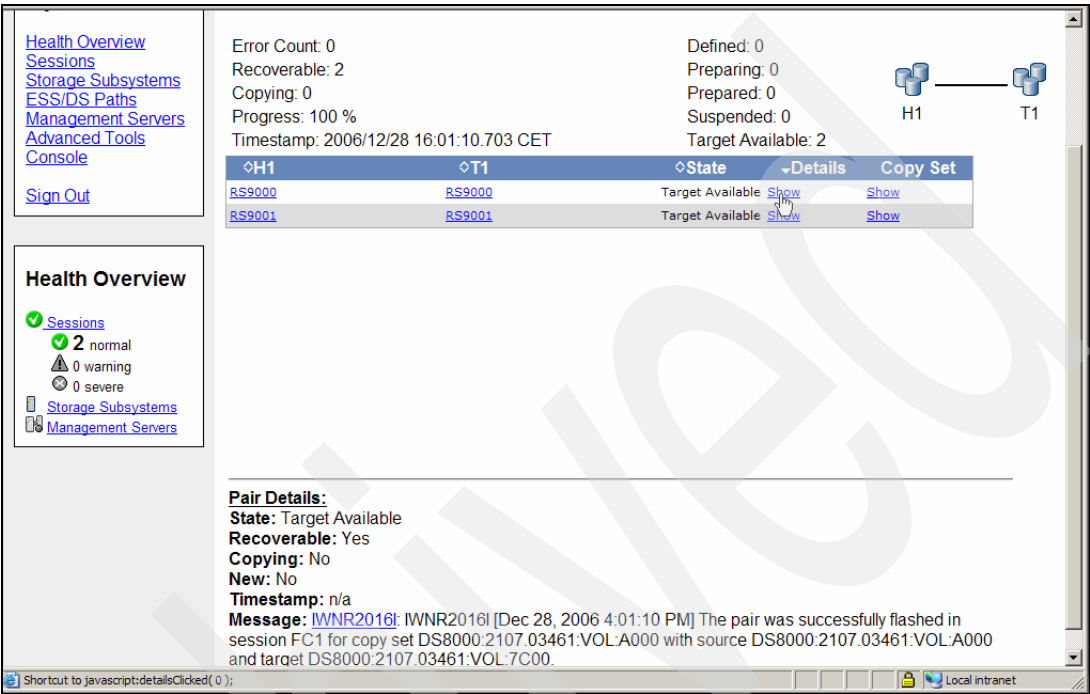 Health Overview
Sessions
Storage Subsystems
ESS/DS Paths
Management Servers
Advanced Tools
Console
Sign Out
Health Overview
Sessions
2 normal
0 warning
0 severe
Storage Subsystems
Management Servers
Error Count: 0
Recoverable: 2
Copying: 0
Progress: 100 %
Timestamp: 2006/12/28 16:01:10.703 CET
Defined: 0
Preparing: 0
Prepared: 0
Suspended: 0
Target Available: 2
H1 T1
H1 T1 State Details Copy Set
RS9000 RS9000 Target Available Show Show
RS9001 RS9001 Target Available Show Show
Pair Details:
State: Target Available
Recoverable: Yes
Copying: No
New: No
Timestamp: n/a
Message: IWNR2016I: IWNR2016I [Dec 28, 2006 4:01:10 PM] The pair was successfully flashed in
session FC1 for copy set DS8000:2107.03461:VOL:A000 with source DS8000:2107.03461:VOL:A000
and target DS8000:2107.03461:VOL:7C00.
Shortcut to javascript:detailsClicked( 0 );
Local intranet